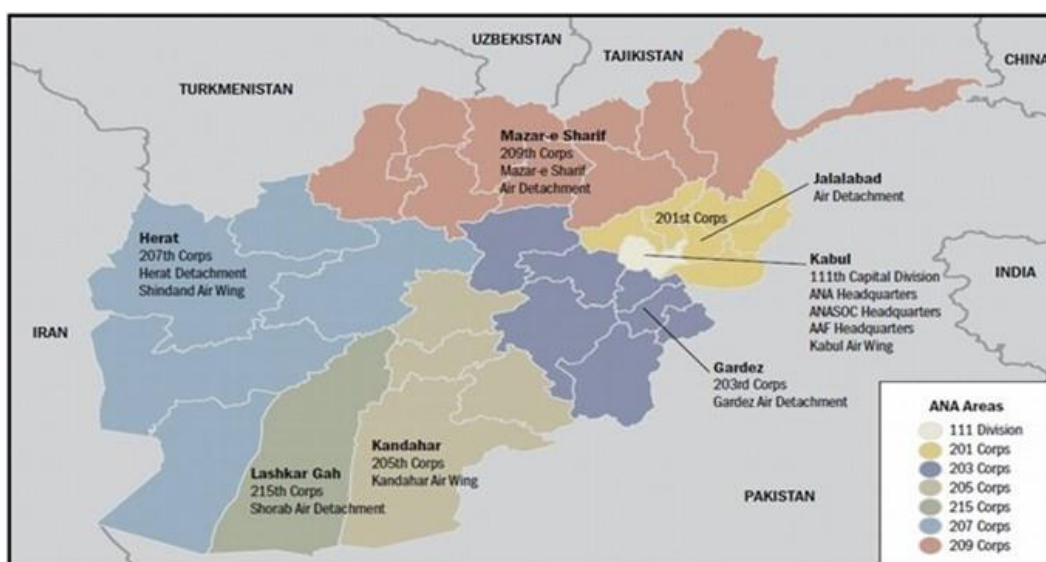 UZBEKISTAN
TAJIKISTAN
CHINA
TURKMENISTAN
Mazar-e Sharif
209th Corps
Mazar-e Sharif
Air Detachment
Jalalabad
Air Detachment
201st Corps
Herat
207th Corps
Herat Detachment
Shindand Air Wing
Kabul
111th Capital Division
ANA Headquarters
ANASOC Headquarters
AAF Headquarters
Kabul Air Wing
INDIA
IRAN
Gardez
203rd Corps
Gardez Air Detachment
Kandahar
205th Corps
Kandahar Air Wing
Lashkar Gah
215th Corps
Shorab Air Detachment
PAKISTAN
ANA Areas
111 Division
201 Corps
203 Corps
205 Corps
215 Corps
207 Corps
209 Corps